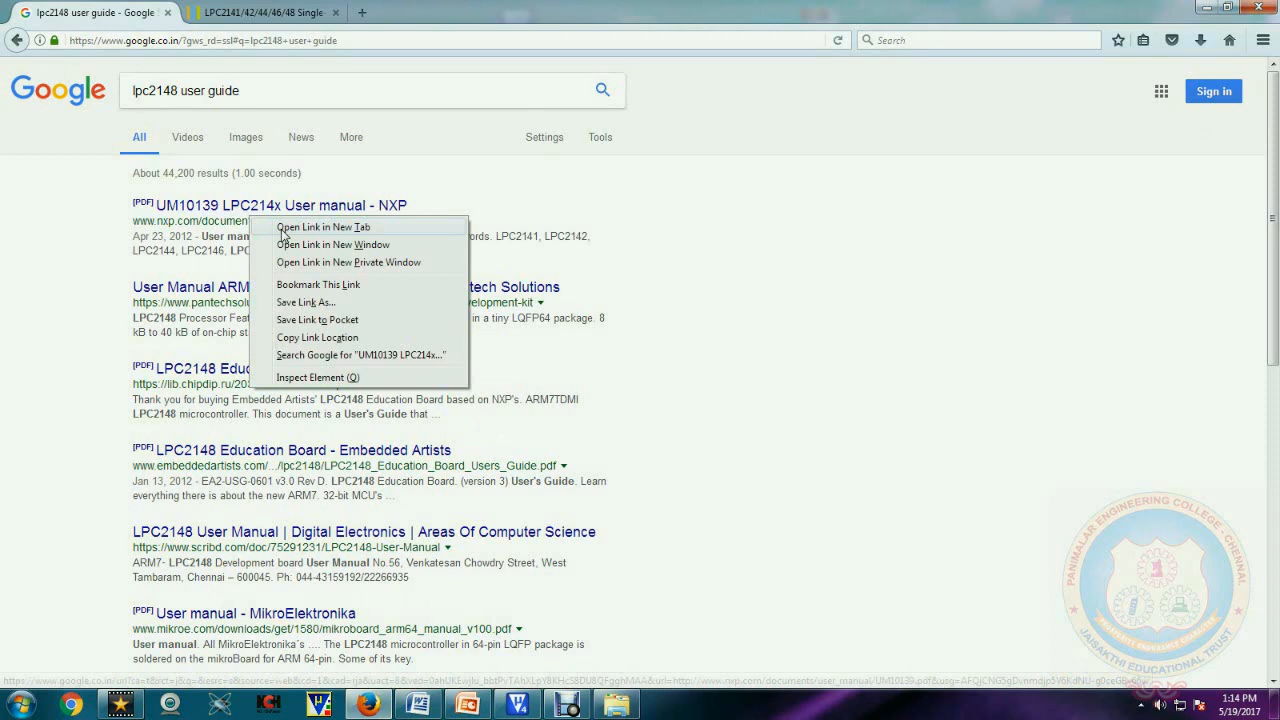 lpc2148 user guide - Google
LPC2141/42/44/46/48 Single-
https://www.google.co.in/?gws_rd=ssl#q=lpc2148+user+guide
Search
Google
lpc2148 user guide
Sign in
All Videos Images News More Settings Tools
About 44,200 results (1.00 seconds)
[PDF] UM10139 LPC214x User manual - NXP
www.nxp.com/document
Apr 23, 2012 - User man
ords. LPC2141, LPC2142,
LPC2144, LPC2146, LPC
Open Link in New Tab
Open Link in New Window
Open Link in New Private Window
Bookmark This Link
Save Link As...
Save Link to Pocket
Copy Link Location
Search Google for "UM10139 LPC214x..."
Inspect Element (Q)
User Manual ARM
tech Solutions
https://www.pantechsolu
velopment-kit
LPC2148 Processor Feat
in a tiny LQFP64 package. 8
kB to 40 kB of on-chip st
[PDF] LPC2148 Edu
https://lib.chipdip.ru/20
Thank you for buying Embedded Artists' LPC2148 Education Board based on NXP's. ARM7TDMI
LPC2148 microcontroller. This document is a User's Guide that ...
[PDF] LPC2148 Education Board - Embedded Artists
www.embeddedartists.com/.../lpc2148/LPC2148_Education_Board_Users_Guide.pdf
Jan 13, 2012 - EA2-USG-0601 v3.0 Rev D. LPC2148 Education Board. (version 3) User's Guide. Learn
everything there is about the new ARM7. 32-bit MCU's ...
LPC2148 User Manual | Digital Electronics | Areas Of Computer Science
https://www.scribd.com/doc/75291231/LPC2148-User-Manual
ARM7- LPC2148 Development board User Manual No.56, Venkatesan Chowdry Street, West
Tambaram, Chennai – 600045. Ph: 044-43159192/22266935
[PDF] User manual - MikroElektronika
www.mikroe.com/downloads/get/1580/mikroboard_arm64_manual_v100.pdf
User manual. All MikroElektronika´s .... The LPC2148 microcontroller in 64-pin LQFP package is
soldered on the mikroBoard for ARM 64-pin. Some of its key.
PANIMALAR ENGINEERING COLLEGE, CHENNAI
JAISAKTHI EDUCATIONAL TRUST
1:14 PM
5/19/2017